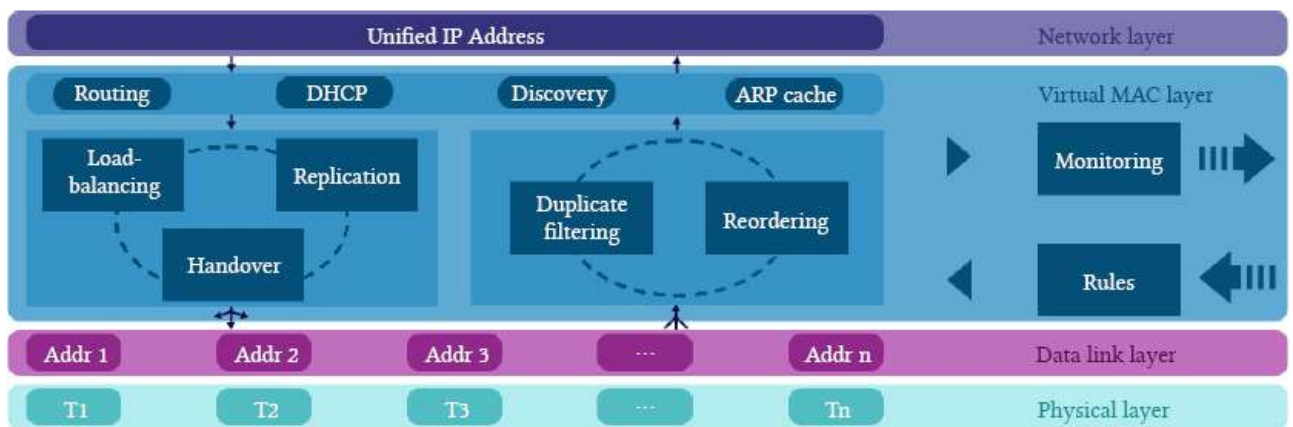 Unified IP Address
Network layer
Routing
DHCP
Discovery
ARP cache
Virtual MAC layer
Load-
balancing
Replication
Handover
Duplicate
filtering
Reordering
Monitoring
Rules
Addr 1
Addr 2
Addr 3
...
Addr n
Data link layer
T1
T2
T3
...
Tn
Physical layer